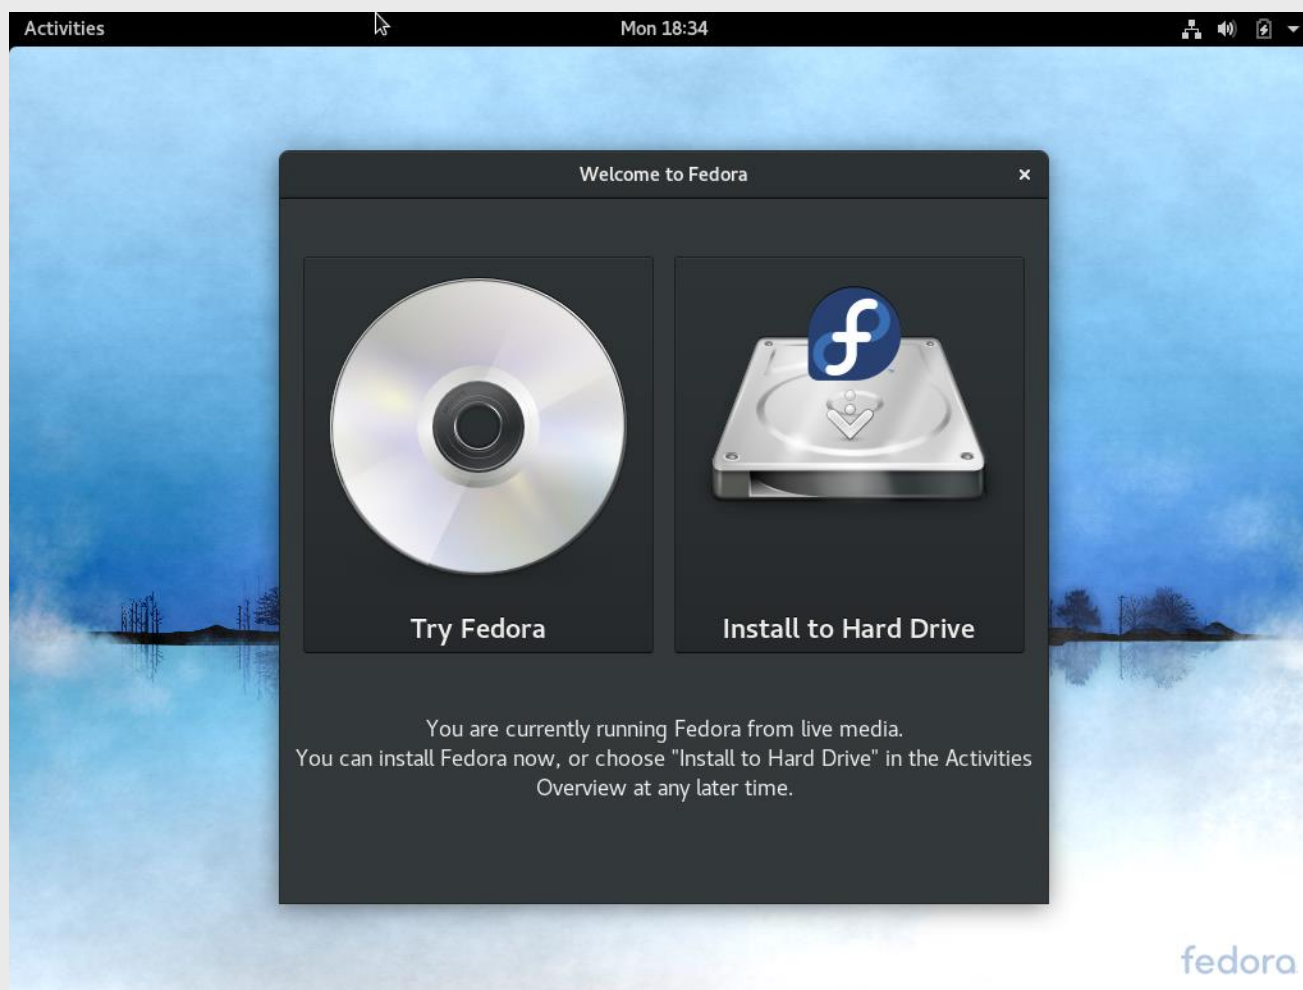 Activities
Mon 18:34
Welcome to Fedora
Try Fedora
Install to Hard Drive
You are currently running Fedora from live media.
You can install Fedora now, or choose "Install to Hard Drive" in the Activities
Overview at any later time.
fedora